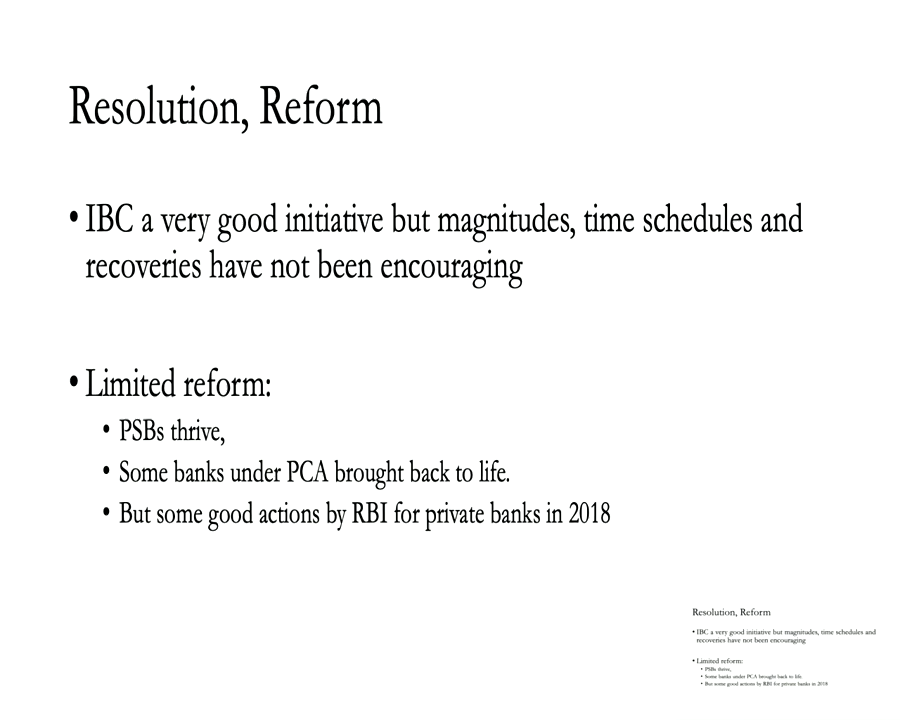 Resolution, Reform
• IBC a very good initiative but magnitudes, time schedules and
recoveries have not been encouraging
• Limited reform:
• PSBs thrive,
• Some banks under PCA brought back to life.
• But some good actions by RBI for private banks in 2018
Resolution, Reform
• IBC a very good initiative but magnitudes, time schedules and
recoveries have not been encouraging
• Limited reform:
• PSBs thrive,
• Some banks under PCA brought back to life.
• But some good actions by RBI for private banks in 2018